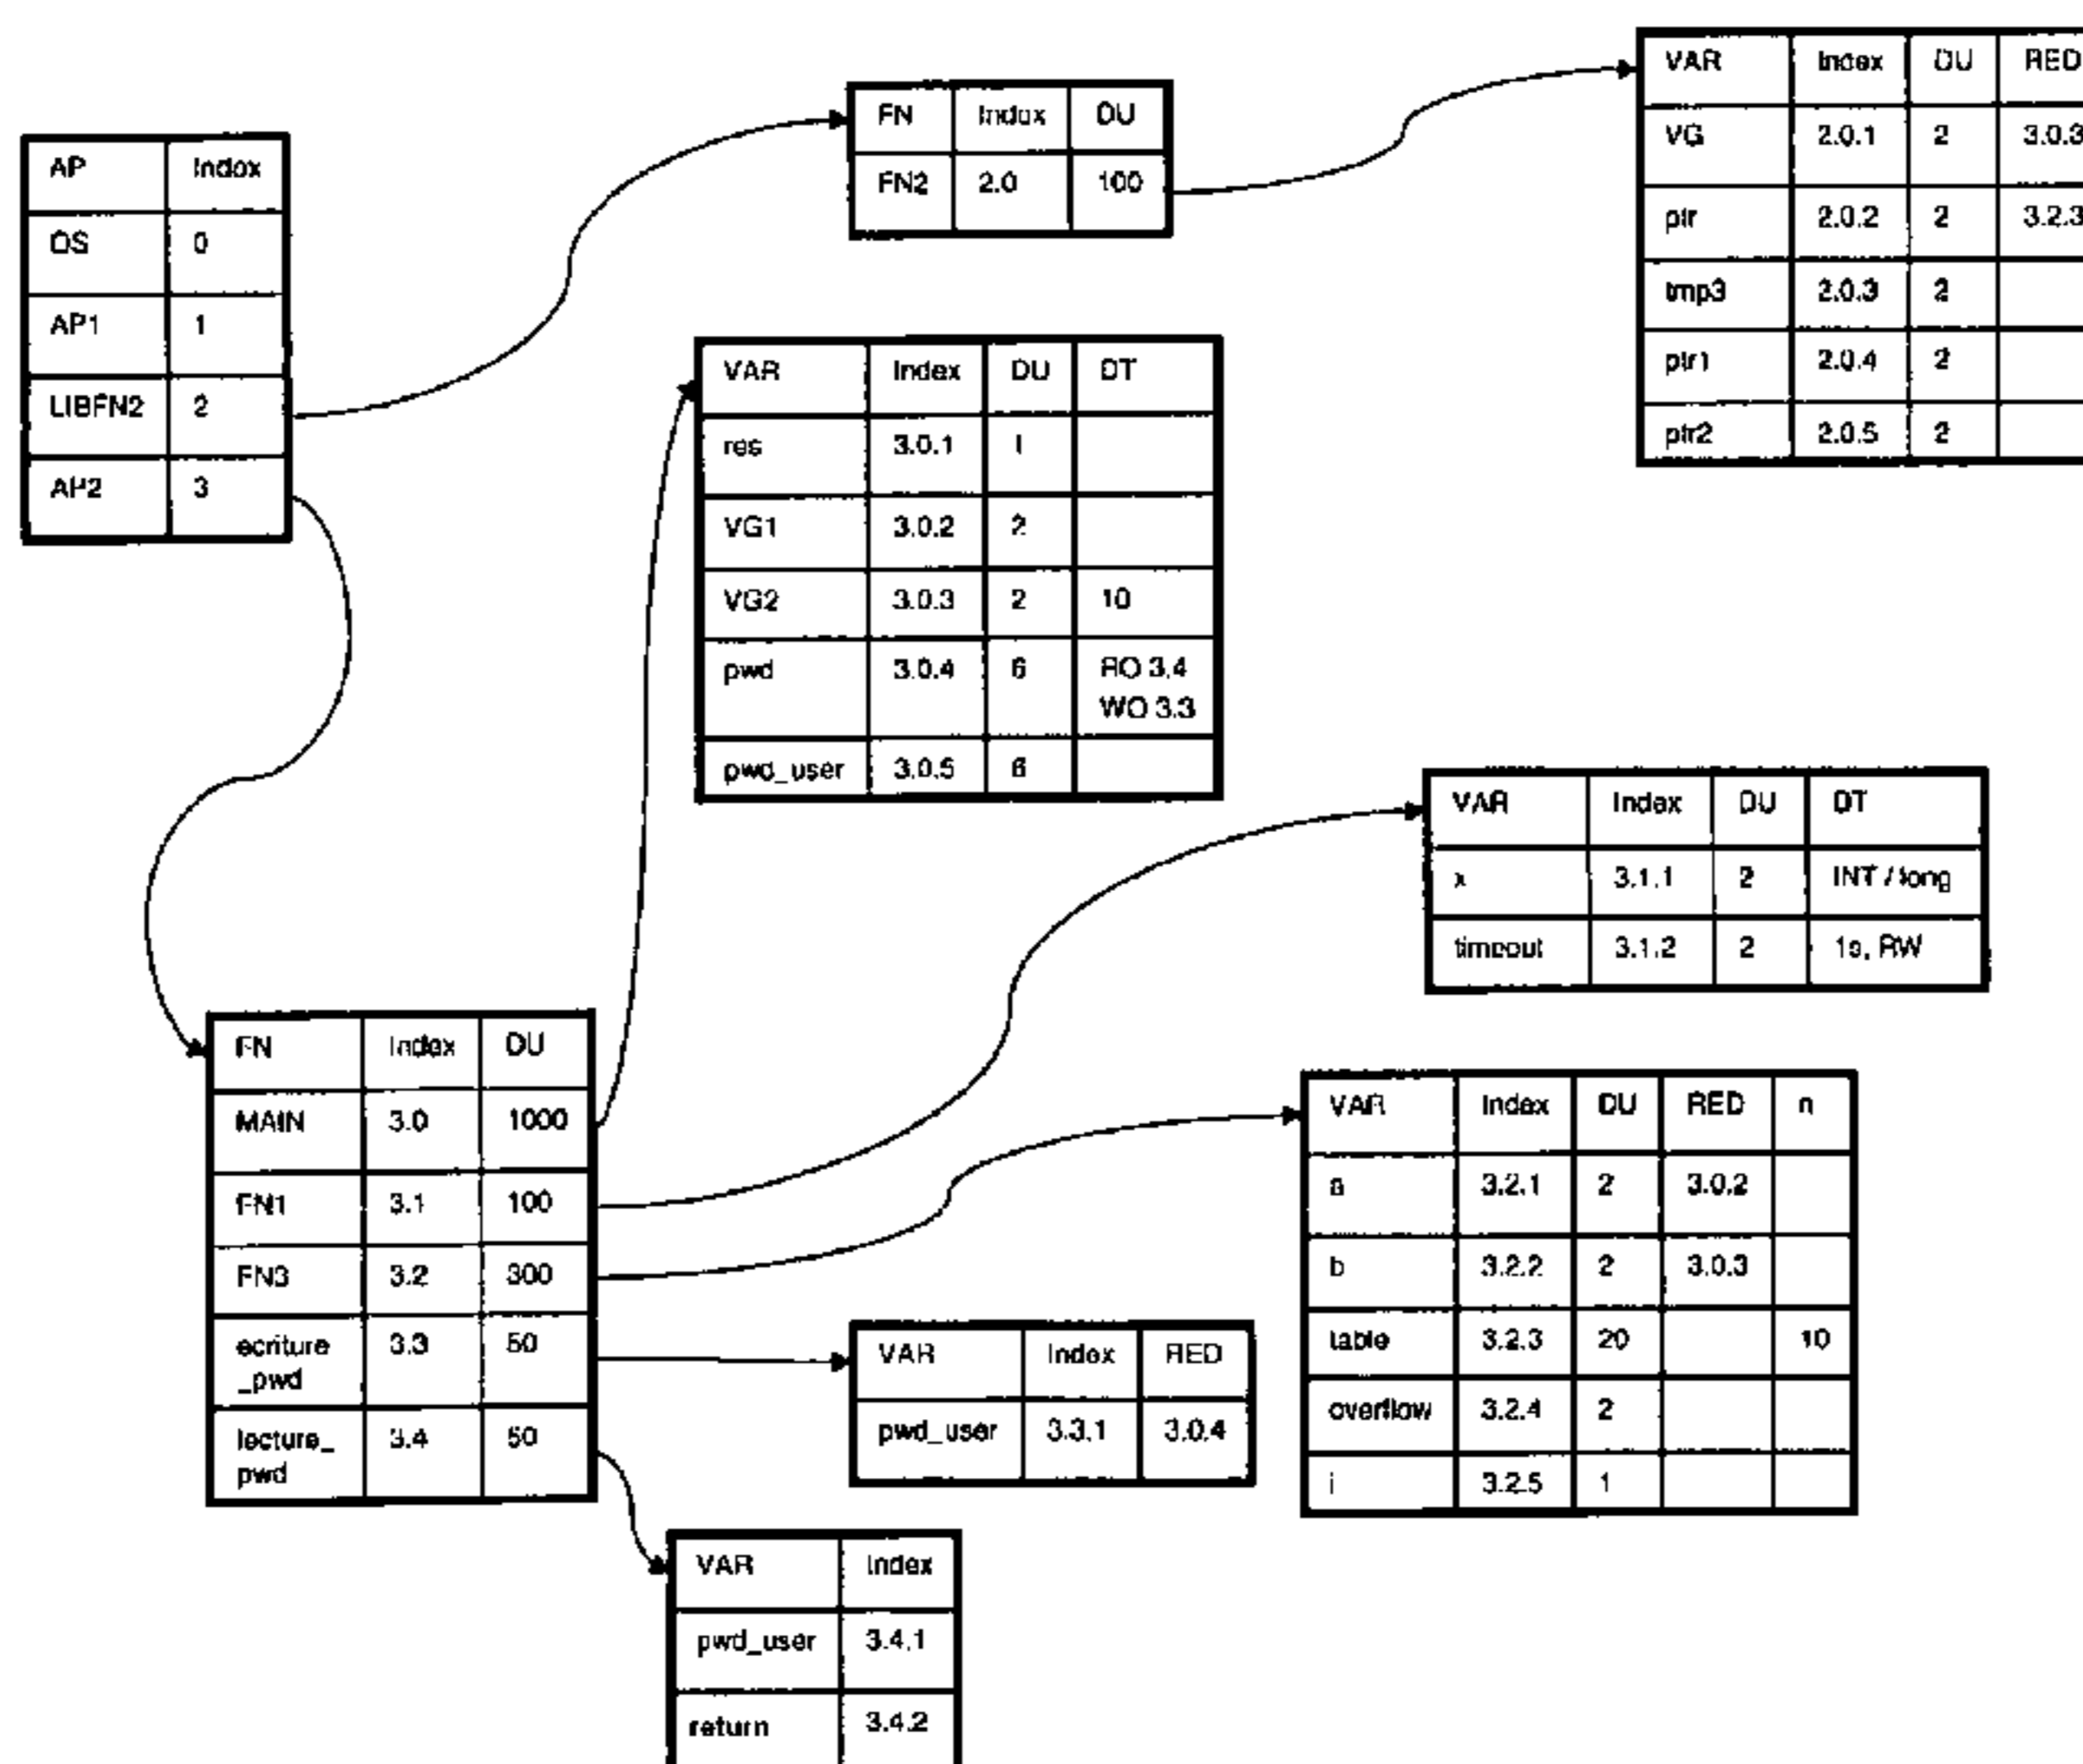 AP Index
OS 0
AP1 1
LIBFN2 2
AP2 3
FN Index DU
FN2 2.0 100
VAR Index DU RED
VG 2.0.1 2 3.0.3
ptr 2.0.2 2 3.2.3
tmp3 2.0.3 2
ptr1 2.0.4 2
ptr2 2.0.5 2
VAR Index DU DT
res 3.0.1 1
VG1 3.0.2 2
VG2 3.0.3 2 10
pwd 3.0.4 6 RO 3.4
WO 3.3
pwd_user 3.0.5 6
VAR Index DU DT
x 3.1.1 2 INT / long
timeout 3.1.2 2 1s, RW
FN Index DU
MAIN 3.0 1000
FN1 3.1 100
FN3 3.2 300
ecriture 3.3 50
_pwd
lecture_ 3.4 50
pwd
VAR Index DU RED n
a 3.2.1 2 3.0.2
b 3.2.2 2 3.0.3
table 3.2.3 20 10
overflow 3.2.4 2
i 3.2.5 1
VAR Index RED
pwd_user 3.3.1 3.0.4
VAR Index
pwd_user 3.4.1
return 3.4.2